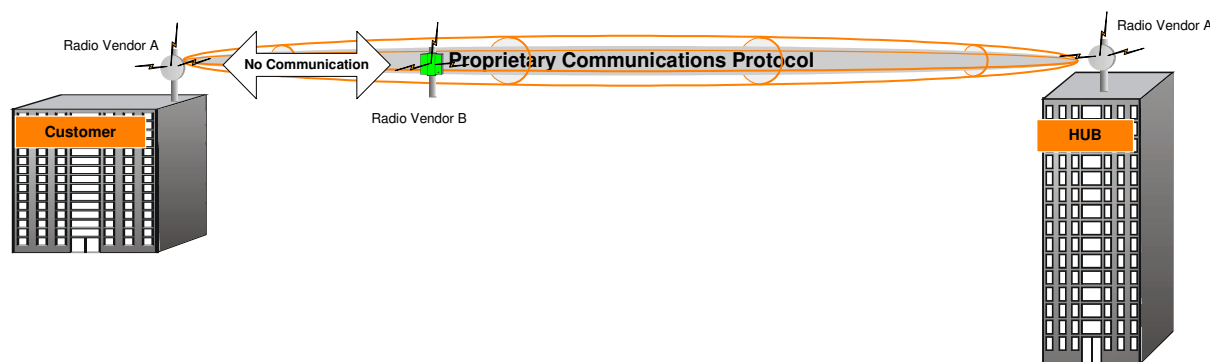 Radio Vendor A
Radio Vendor A
No Communication
Proprietary Communications Protocol
Radio Vendor B
Customer
HUB